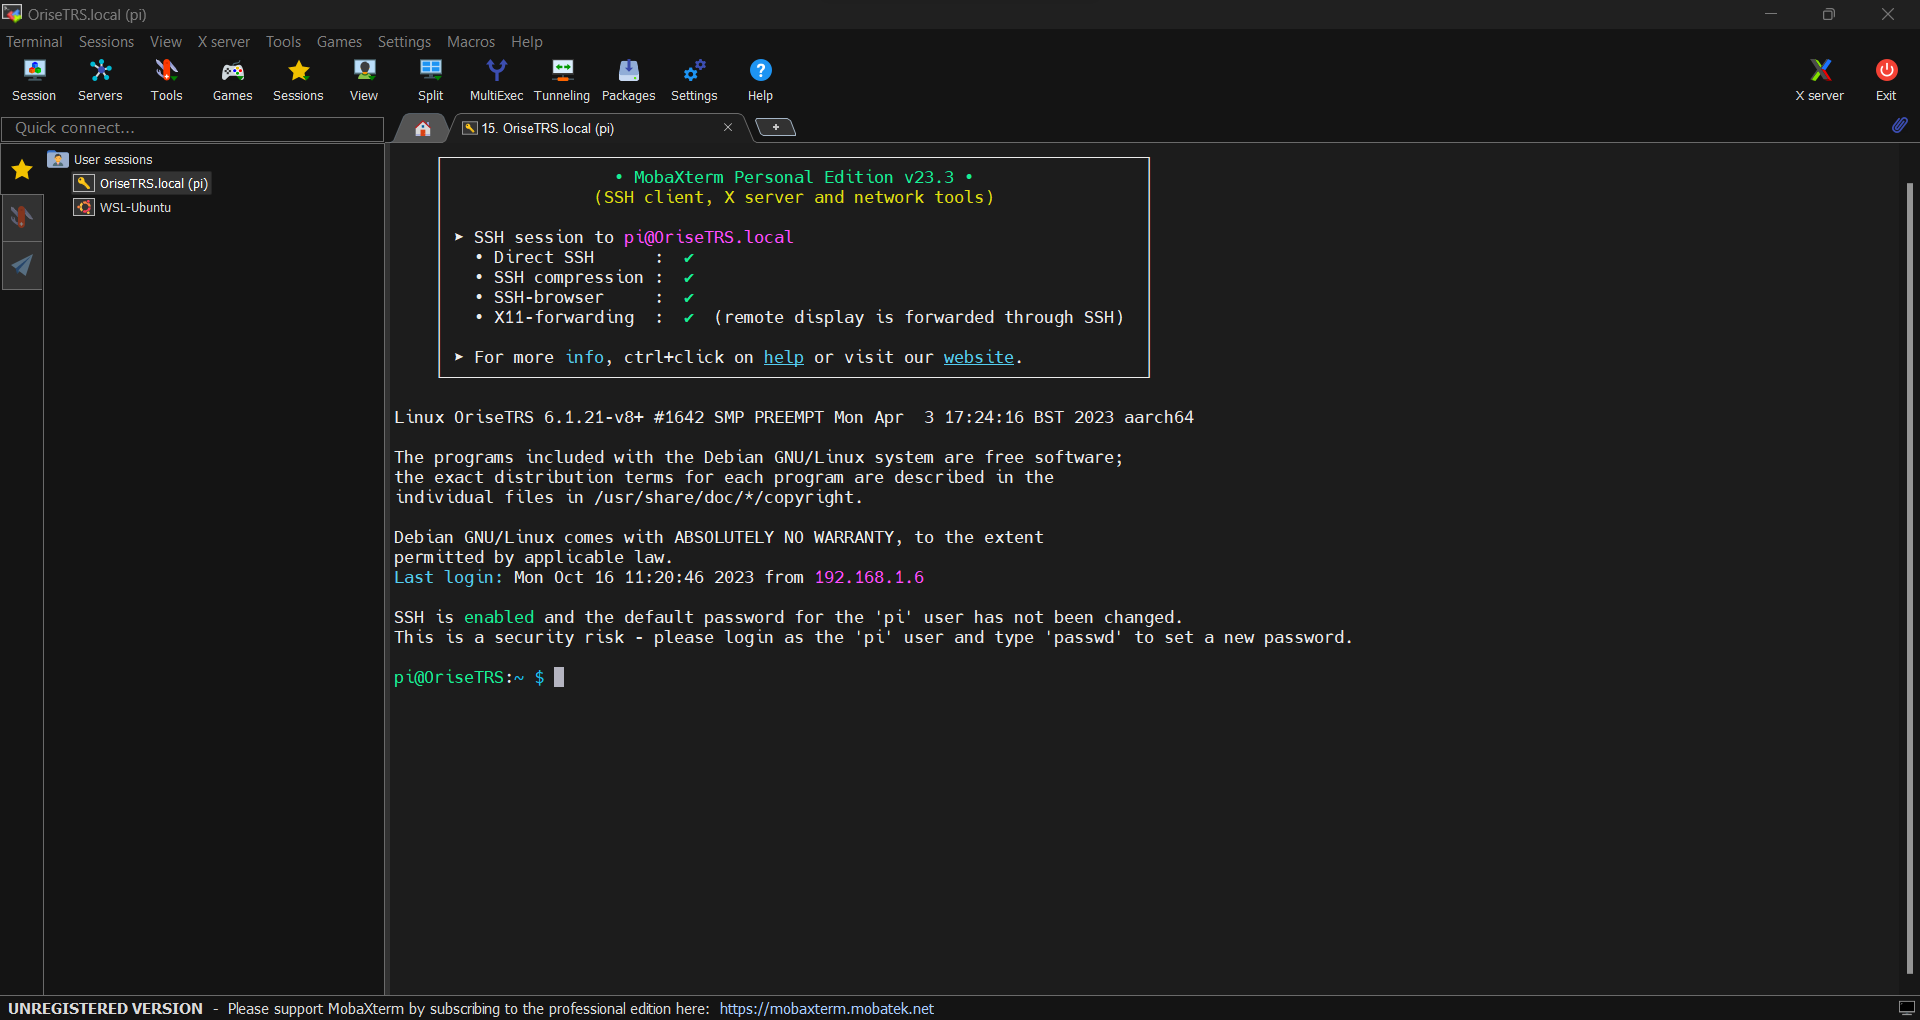 OriseTRS.local (pi)
Terminal Sessions View X server Tools Games Settings Macros Help
Session Servers Tools Games Sessions View Split MultiExec Tunneling Packages Settings Help X server Exit
Quick connect...
15. OriseTRS.local (pi)
User sessions
OriseTRS.local (pi)
WSL-Ubuntu
• MobaXterm Personal Edition v23.3 •
(SSH client, X server and network tools)
➤ SSH session to pi@OriseTRS.local
• Direct SSH : ✔
• SSH compression : ✔
• SSH-browser : ✔
• X11-forwarding : ✔ (remote display is forwarded through SSH)
➤ For more info, ctrl+click on help or visit our website.
Linux OriseTRS 6.1.21-v8+ #1642 SMP PREEMPT Mon Apr  3 17:24:16 BST 2023 aarch64
The programs included with the Debian GNU/Linux system are free software;
the exact distribution terms for each program are described in the
individual files in /usr/share/doc/*/copyright.
Debian GNU/Linux comes with ABSOLUTELY NO WARRANTY, to the extent
permitted by applicable law.
Last login: Mon Oct 16 11:20:46 2023 from 192.168.1.6
SSH is enabled and the default password for the 'pi' user has not been changed.
This is a security risk - please login as the 'pi' user and type 'passwd' to set a new password.
pi@OriseTRS:~ $
UNREGISTERED VERSION - Please support MobaXterm by subscribing to the professional edition here: https://mobaxterm.mobatek.net